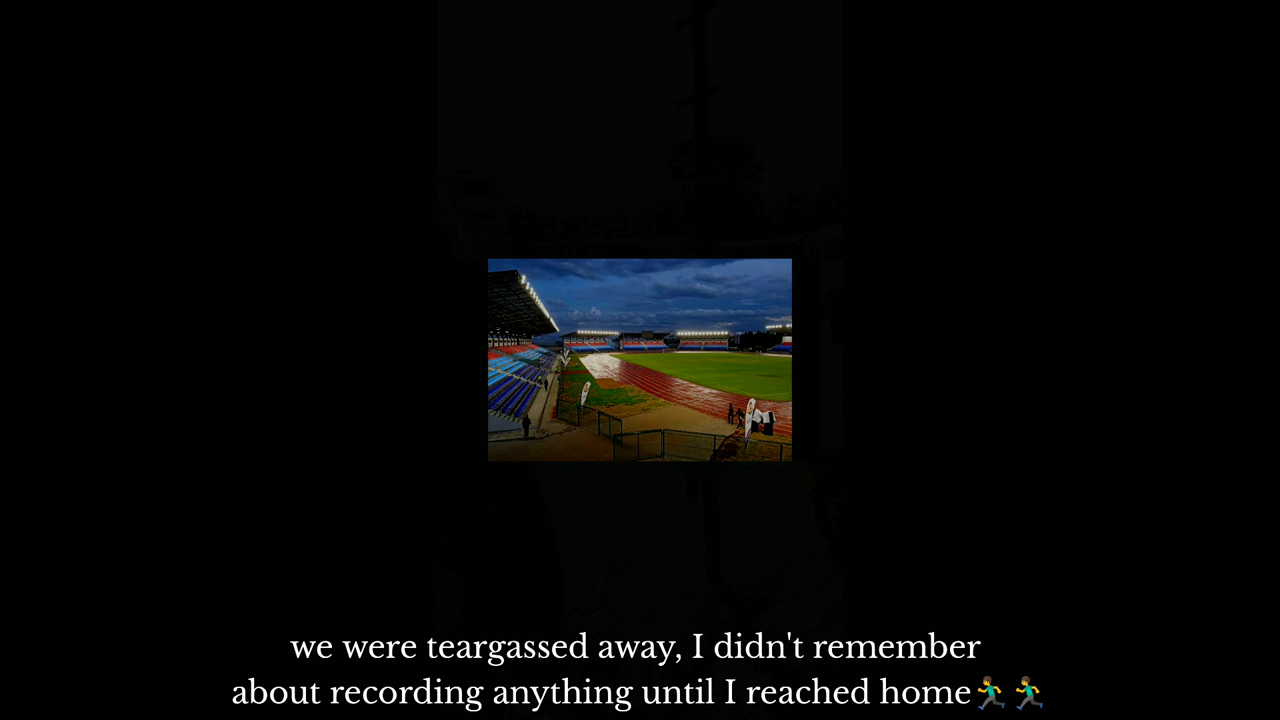 we were teargassed away, I didn't remember
about recording anything until I reached home🏃‍♂️🏃‍♂️